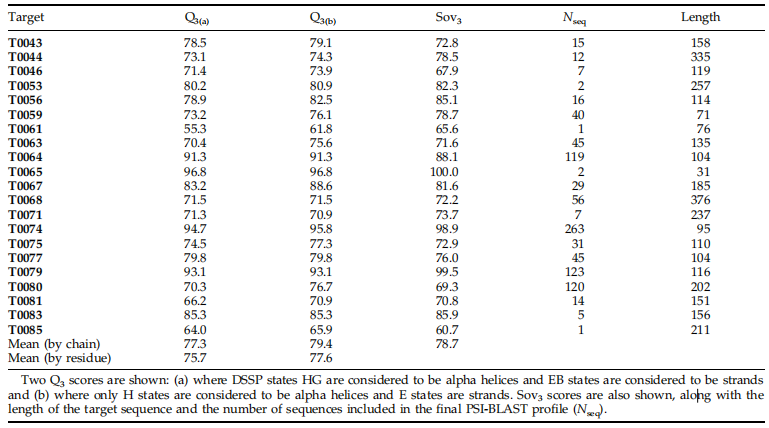 Target Q3(a) Q3(b) Sov3 Nseq Length
T0043 78.5 79.1 72.8 15 158
T0044 73.1 74.3 78.5 12 335
T0046 71.4 73.9 67.9 7 119
T0053 80.2 80.9 82.3 2 257
T0056 78.9 82.5 85.1 16 114
T0059 73.2 76.1 78.7 40 71
T0061 55.3 61.8 65.6 1 76
T0063 70.4 75.6 71.6 45 135
T0064 91.3 91.3 88.1 119 104
T0065 96.8 96.8 100.0 2 31
T0067 83.2 88.6 81.6 29 185
T0068 71.5 71.5 72.2 56 376
T0071 71.3 70.9 73.7 7 237
T0074 94.7 95.8 98.9 263 95
T0075 74.5 77.3 72.9 31 110
T0077 79.8 79.8 76.0 45 104
T0079 93.1 93.1 99.5 123 116
T0080 70.3 76.7 69.3 120 202
T0081 66.2 70.9 70.8 14 151
T0083 85.3 85.3 85.9 5 156
T0085 64.0 65.9 60.7 1 211
Mean (by chain) 77.3 79.4 78.7
Mean (by residue) 75.7 77.6
Two Q3 scores are shown: (a) where DSSP states HG are considered to be alpha helices and EB states are considered to be strands
and (b) where only H states are considered to be alpha helices and E states are strands. Sov3 scores are also shown, along with the
length of the target sequence and the number of sequences included in the final PSI-BLAST profile (Nseq).